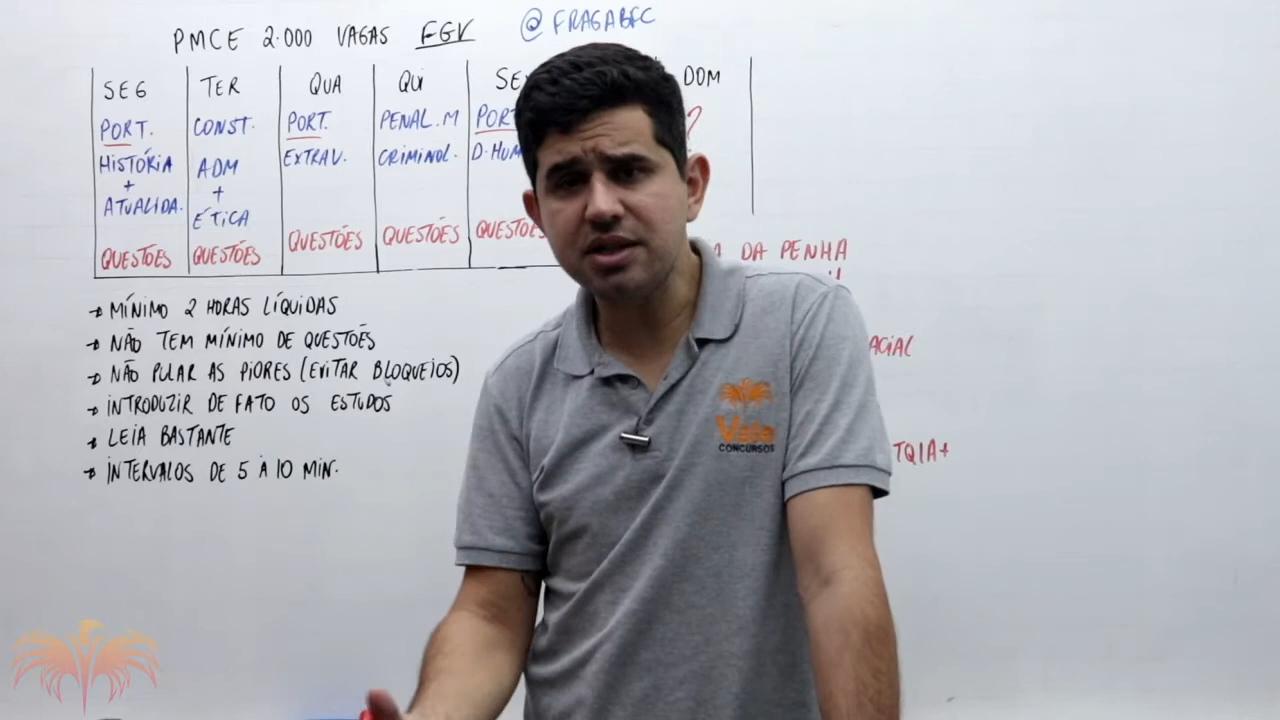 PMCE 2.000 VAGAS FGV @FRAGABFC
SEG TER QUA QUI SE DOM
PORT. CONST. PORT. PENAL.M PORT ?
HISTÓRIA ADM EXTRAV. CRIMINOL. D.HUM
+ +
ATUALIDA. ÉTICA
QUESTÕES QUESTÕES QUESTÕES QUESTÕES QUESTÕES
DA PENHA
→ MÍNIMO 2 HORAS LÍQUIDAS
→ NÃO TEM MÍNIMO DE QUESTÕES
ACIAL
→ NÃO PULAR AS PIORES (EVITAR BLOQUEIOS)
→ INTRODUZIR DE FATO OS ESTUDOS
→ LEIA BASTANTE
TQIA+
→ INTERVALOS DE 5 À 10 MIN.
CONCURSOS